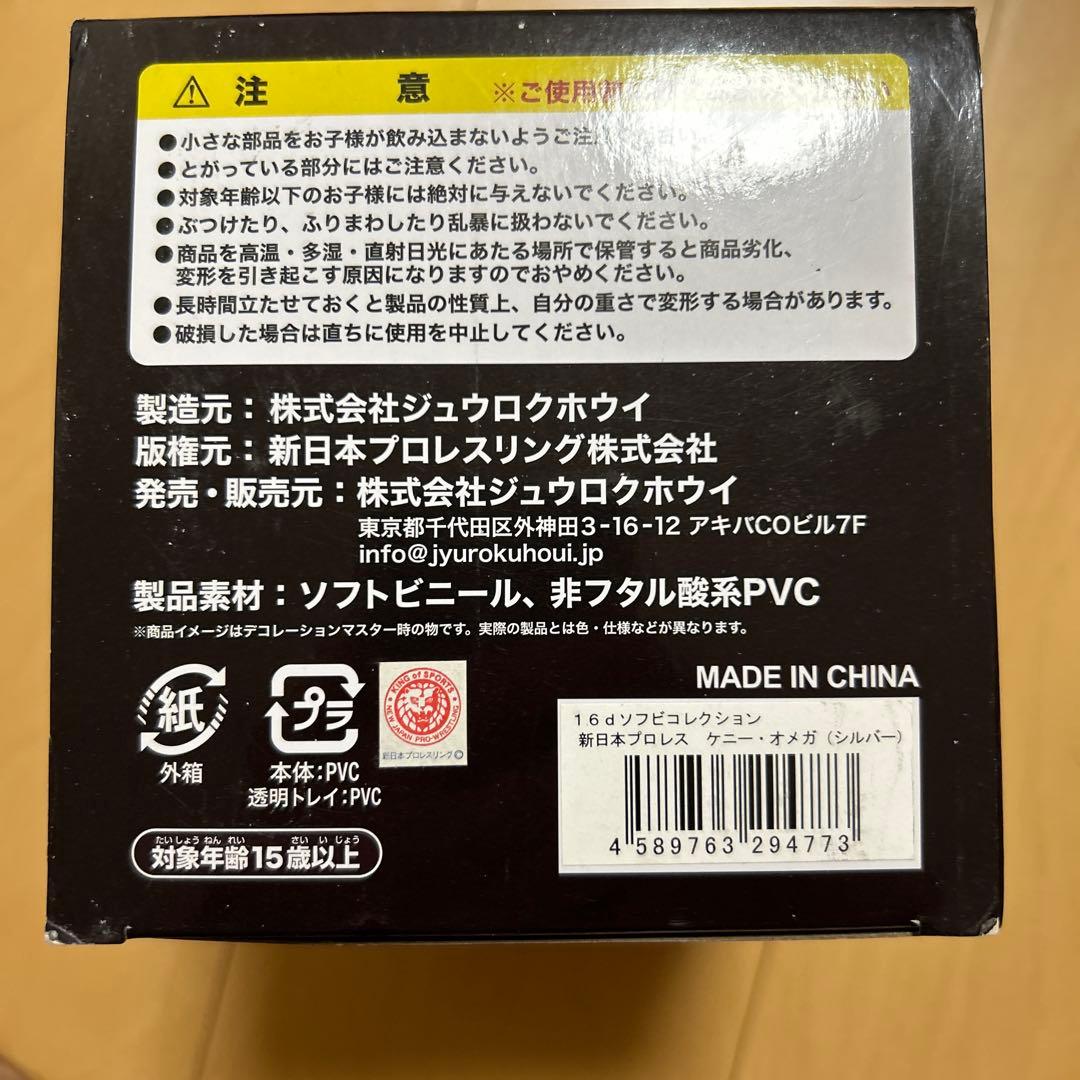 注 意 ※ご使用
●小さな部品をお子様が飲み込まないようご注
●とがっている部分にはご注意ください。
●対象年齢以下のお子様には絶対に与えないでください。
●ぶつけたり、ふりまわしたり乱暴に扱わないでください。
●商品を高温・多湿・直射日光にあたる場所で保管すると商品劣化、
変形を引き起こす原因になりますのでおやめください。
●長時間立たせておくと製品の性質上、自分の重さで変形する場合があります。
●破損した場合は直ちに使用を中止してください。
製造元：株式会社ジュウロクホウイ
版権元：新日本プロレスリング株式会社
発売・販売元：株式会社ジュウロクホウイ
東京都千代田区外神田3-16-12 アキバCOビル7F
info@jyurokuhoui.jp
製品素材：ソフトビニール、非フタル酸系PVC
※商品イメージはデコレーションマスター時の物です。実際の製品とは色・仕様などが異なります。
紙
外箱
プラ
本体:PVC
透明トレイ:PVC
KING of SPORTS
NEW JAPAN PRO-WRESTLING
新日本プロレスリング©
MADE IN CHINA
16dソフビコレクション
新日本プロレス ケニー・オメガ（シルバー）
4 589763 294773
たいしょうねんれい さいいじょう
対象年齢15歳以上